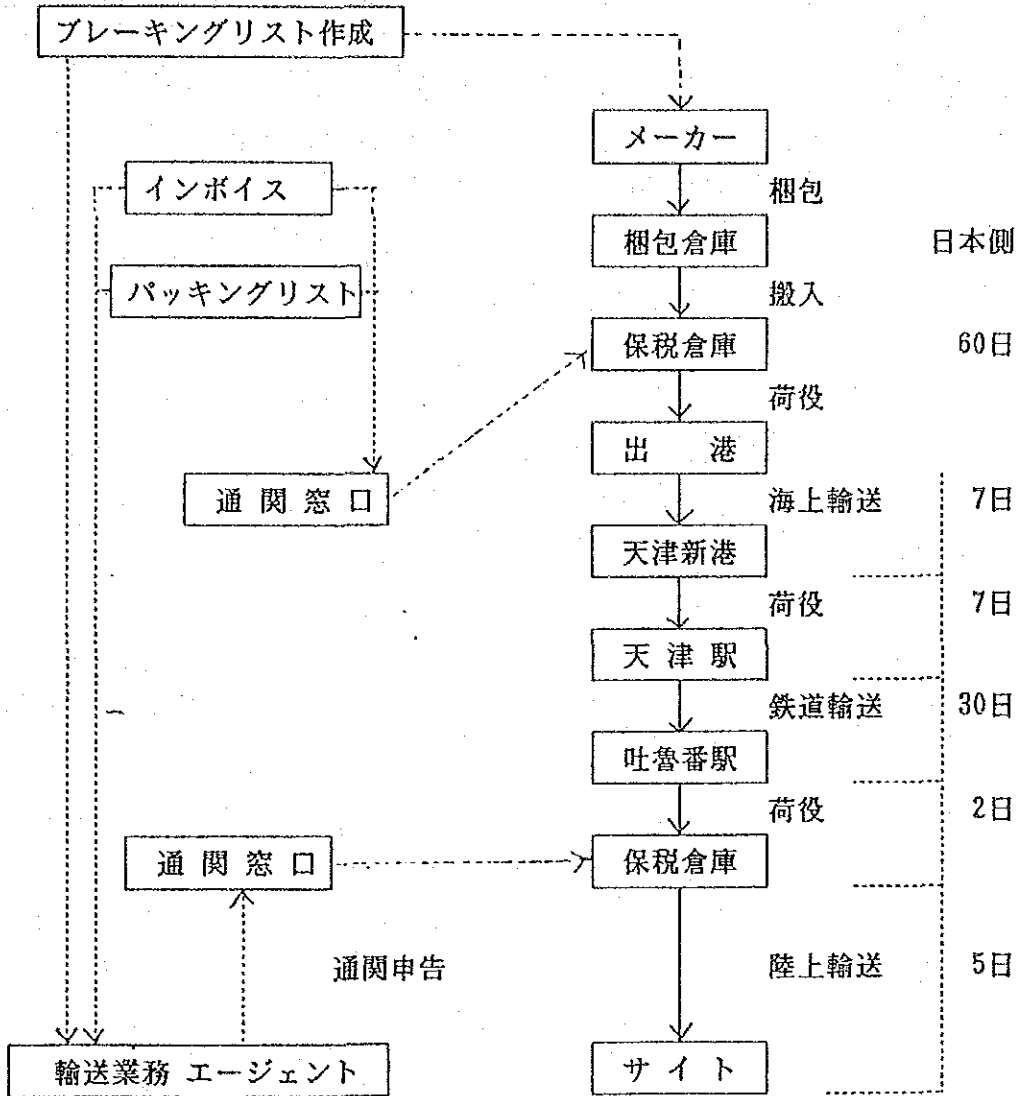 ブレーキングリスト作成
メーカー
インボイス
梱包
梱包倉庫 日本側
パッキングリスト
搬入
保税倉庫 60日
荷役
出 港
通関窓口
海上輸送 7日
天津新港
荷役 7日
天津駅
鉄道輸送 30日
吐魯番駅
荷役 2日
通関窓口
保税倉庫
通関申告
陸上輸送 5日
輸送業務 エージェント
サイト